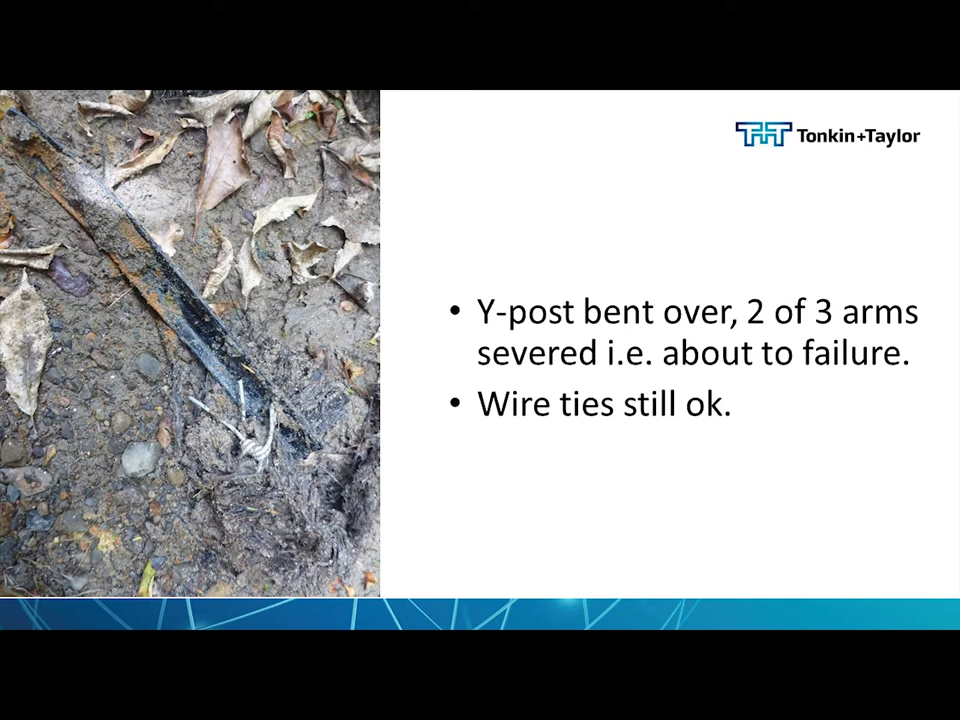 Tonkin+Taylor
• Y-post bent over, 2 of 3 arms
severed i.e. about to failure.
• Wire ties still ok.